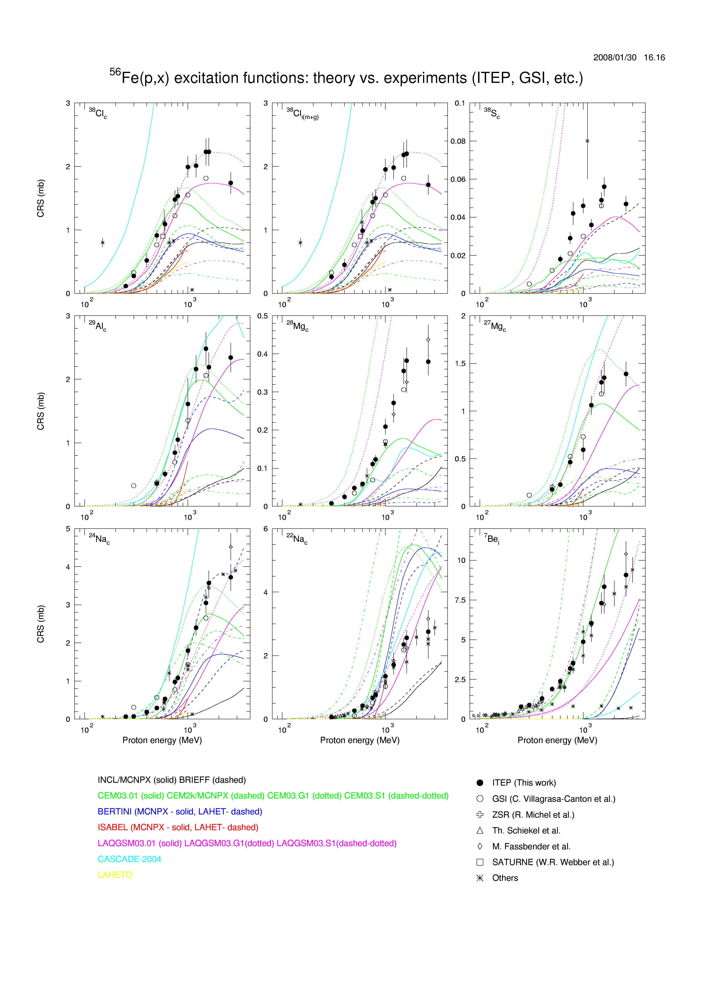 2008/01/30 16.16
56Fe(p,x) excitation functions: theory vs. experiments (ITEP, GSI, etc.)
CRS (mb)
3
2
1
0
38Clc
10 2
10 3
3
2
1
0
38Cli(m+g)
10 2
10 3
0.1
0.08
0.06
0.04
0.02
0
38Sc
10 2
10 3
CRS (mb)
3
2
1
0
29Alc
10 2
10 3
0.5
0.4
0.3
0.2
0.1
0
28Mgc
10 2
10 3
2
1.5
1
0.5
0
27Mgc
10 2
10 3
CRS (mb)
5
4
3
2
1
0
24Nac
10 2
10 3
Proton energy (MeV)
6
4
2
0
22Nac
10 2
10 3
Proton energy (MeV)
10
7.5
5
2.5
0
7Bei
10 2
10 3
Proton energy (MeV)
INCL/MCNPX (solid) BRIEFF (dashed)
CEM03.01 (solid) CEM2k/MCNPX (dashed) CEM03.G1 (dotted) CEM03.S1 (dashed-dotted)
BERTINI (MCNPX - solid, LAHET- dashed)
ISABEL (MCNPX - solid, LAHET- dashed)
LAQGSM03.01 (solid) LAQGSM03.G1(dotted) LAQGSM03.S1(dashed-dotted)
CASCADE-2004
LAHETO
ITEP (This work)
GSI (C. Villagrasa-Canton et al.)
ZSR (R. Michel et al.)
Th. Schiekel et al.
M. Fassbender et al.
SATURNE (W.R. Webber et al.)
Others